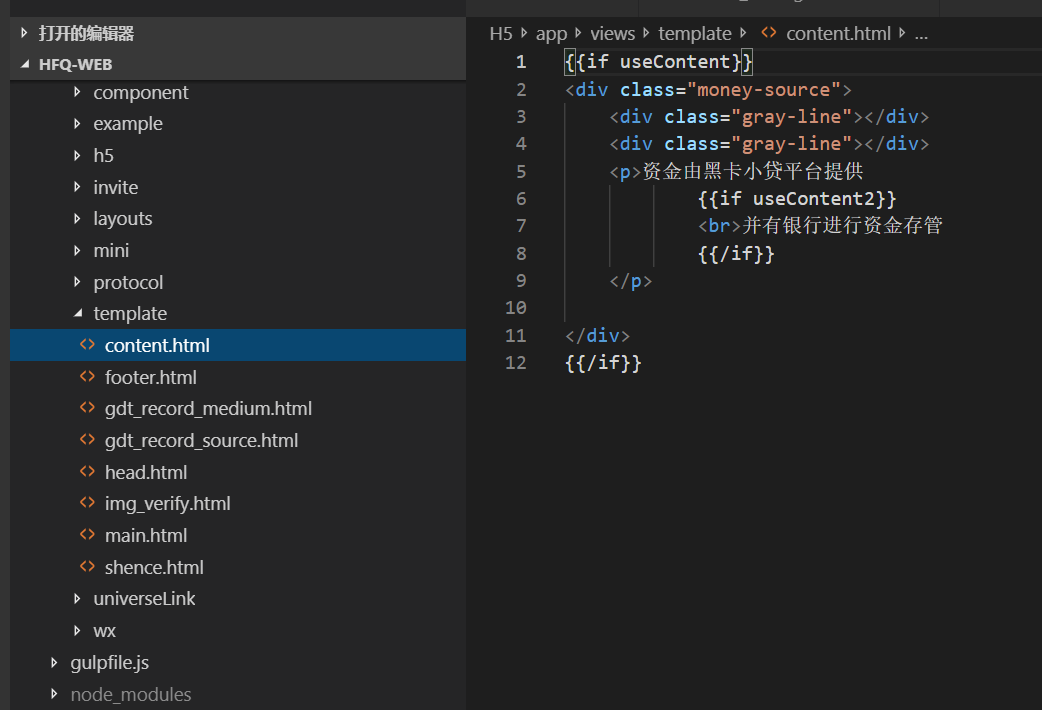 打开的编辑器
HFQ-WEB
component
example
h5
invite
layouts
mini
protocol
template
content.html
footer.html
gdt_record_medium.html
gdt_record_source.html
head.html
img_verify.html
main.html
shence.html
universeLink
wx
gulpfile.js
node_modules
H5 app views template content.html ...
1 {{if useContent}}
2 <div class="money-source">
3 <div class="gray-line"></div>
4 <div class="gray-line"></div>
5 <p>资金由黑卡小贷平台提供
6 {{if useContent2}}
7 <br>并有银行进行资金存管
8 {{/if}}
9 </p>
10
11 </div>
12 {{/if}}